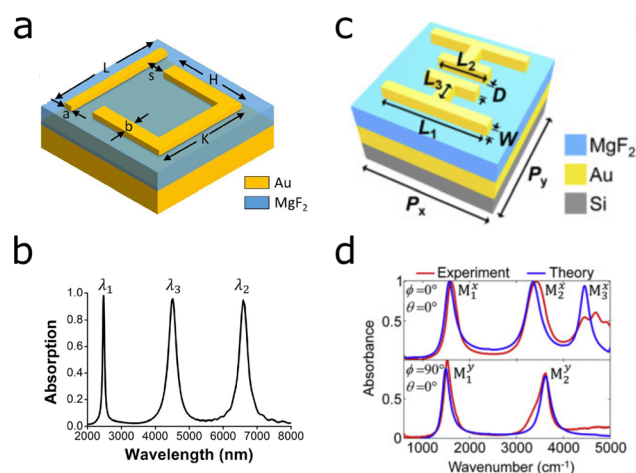 a
L
s
H
a
b
K
Au
MgF₂
c
L₂
L₃
D
L₁
W
Pₓ
Pᵧ
MgF₂
Au
Si
b
λ₁
λ₃
λ₂
Absorption
1.0
0.8
0.6
0.4
0.2
0.0
2000 3000 4000 5000 6000 7000 8000
Wavelength (nm)
d
Experiment Theory
ϕ=0°
θ=0°
M₁ˣ
M₂ˣ
M₃ˣ
1
0.5
0
ϕ=90°
θ=0°
M₁ʸ
M₂ʸ
1
0.5
0
Absorbance
1000 2000 3000 4000 5000
Wavenumber (cm⁻¹)